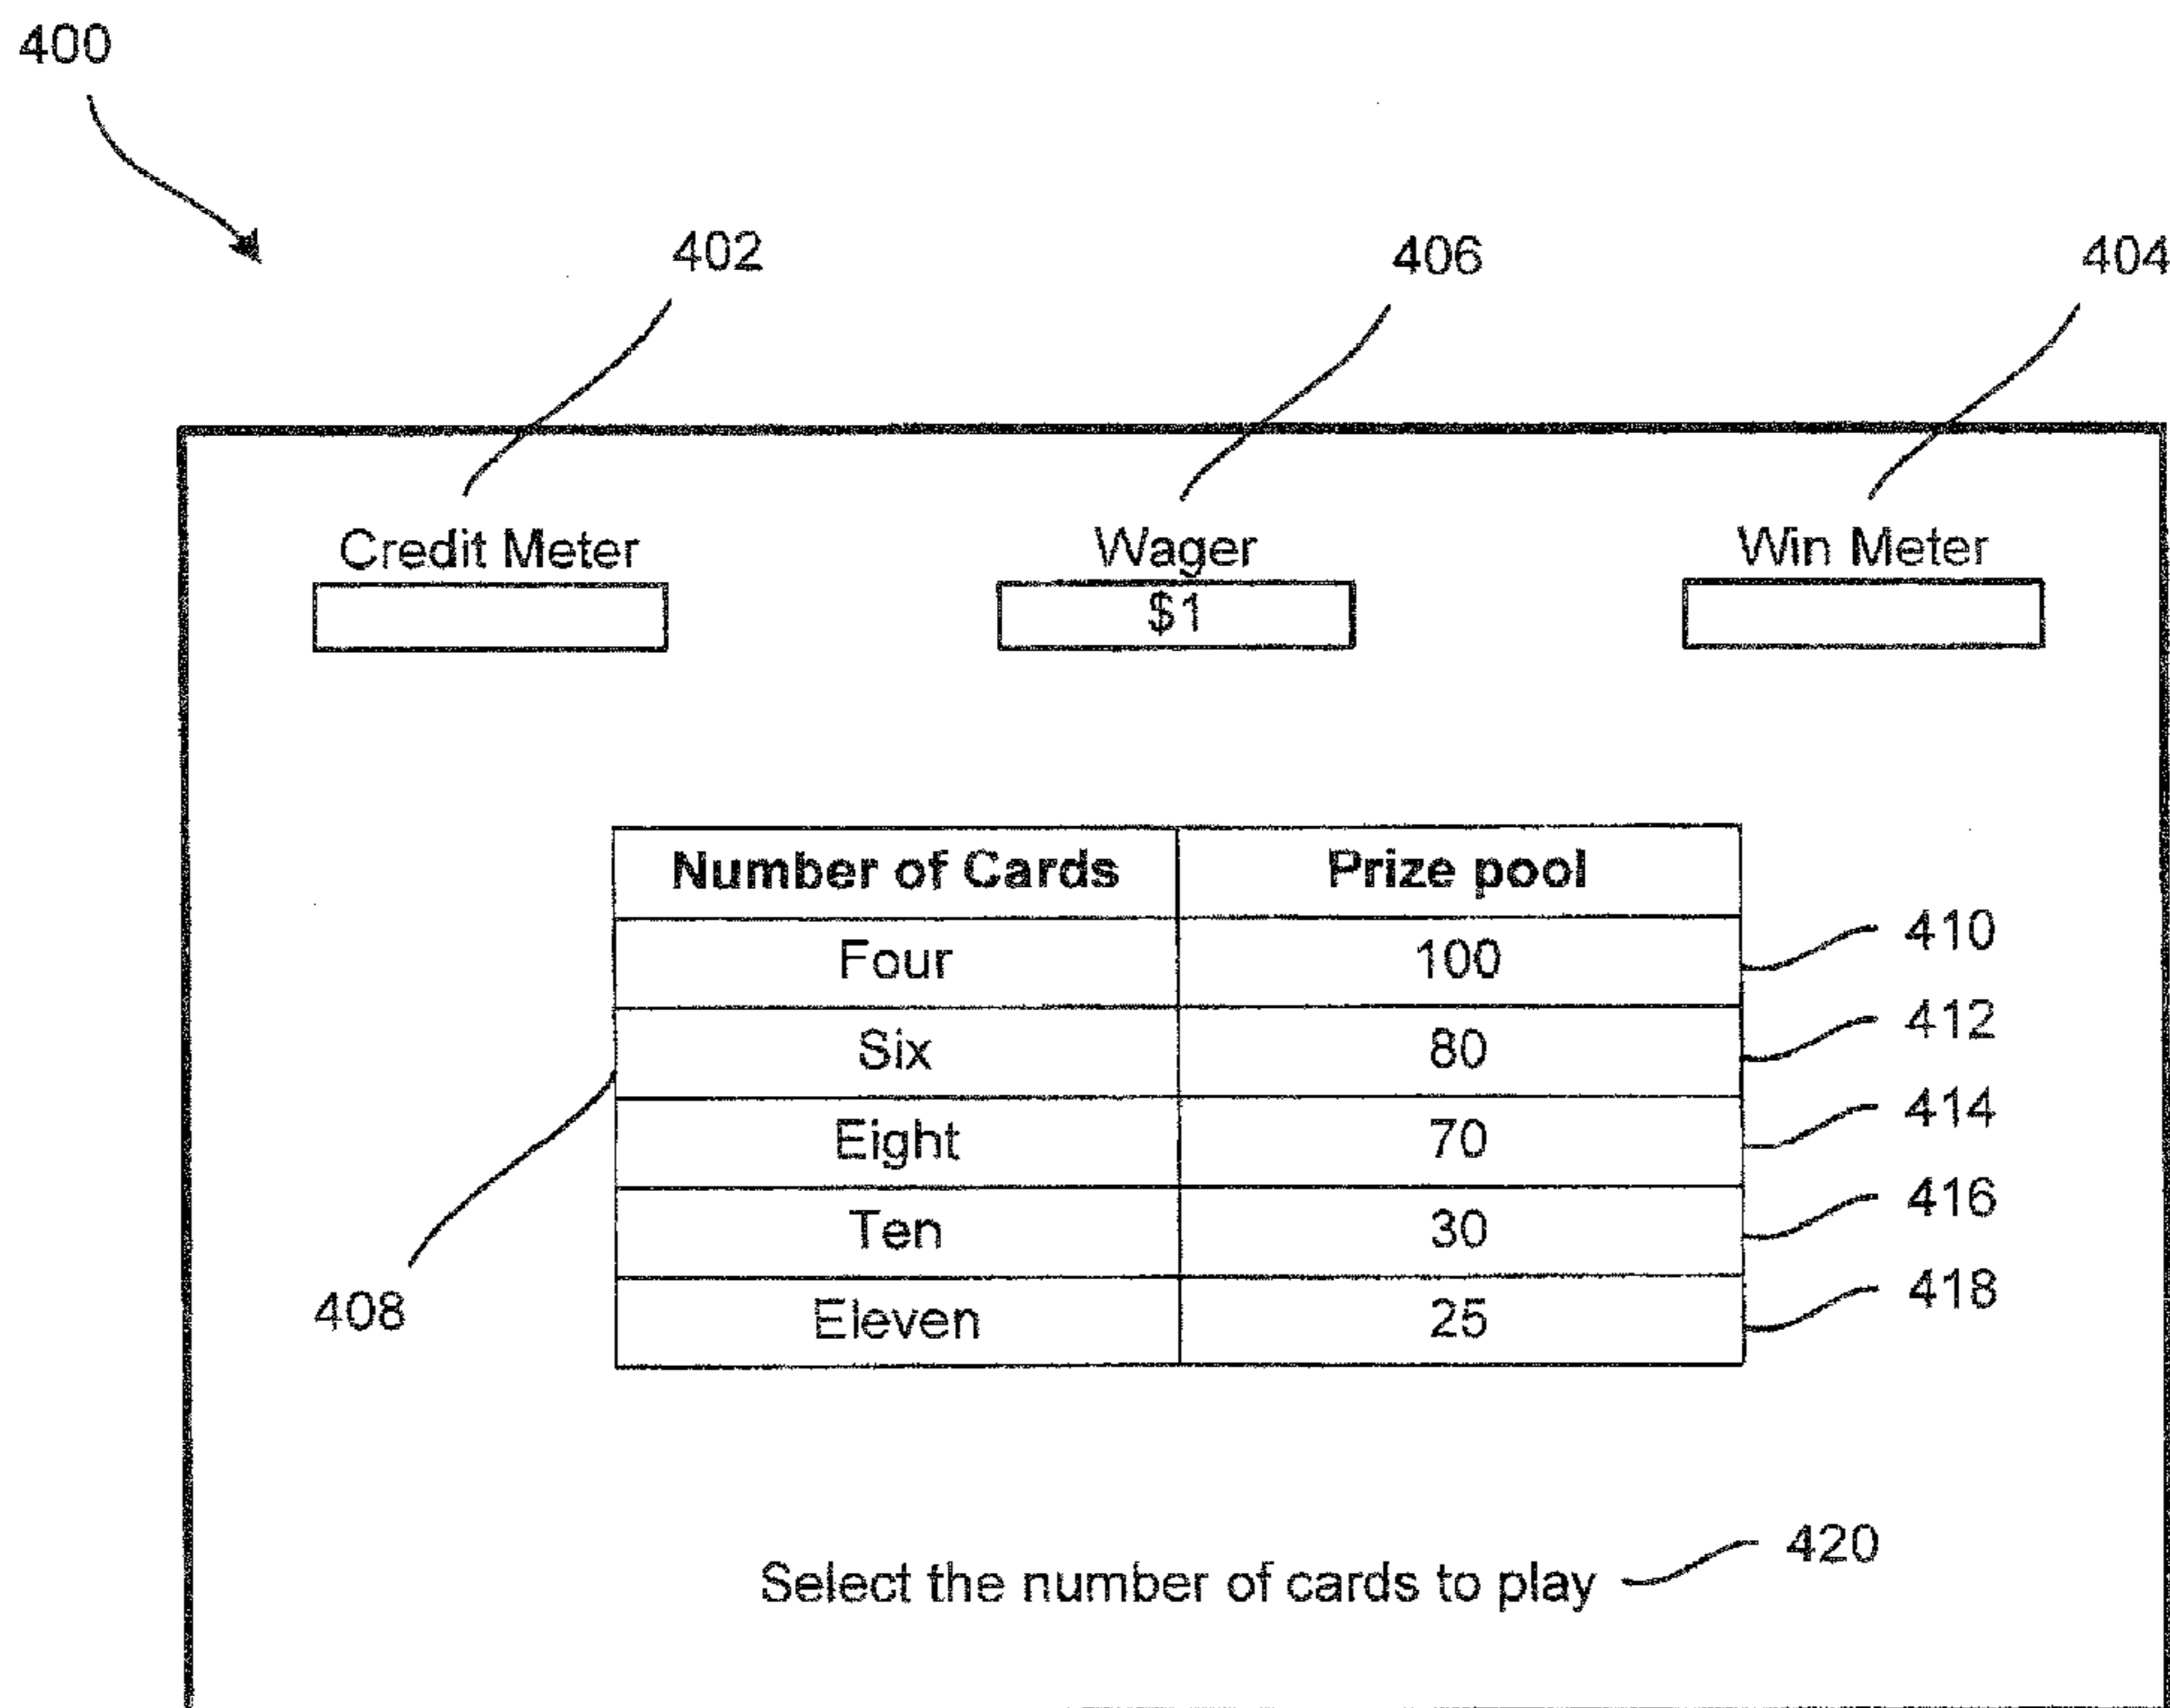 400
402 406 404
Credit Meter Wager Win Meter
$1
Number of Cards Prize pool
Four 100 410
Six 80 412
Eight 70 414
Ten 30 416
Eleven 25 418
408
Select the number of cards to play 420